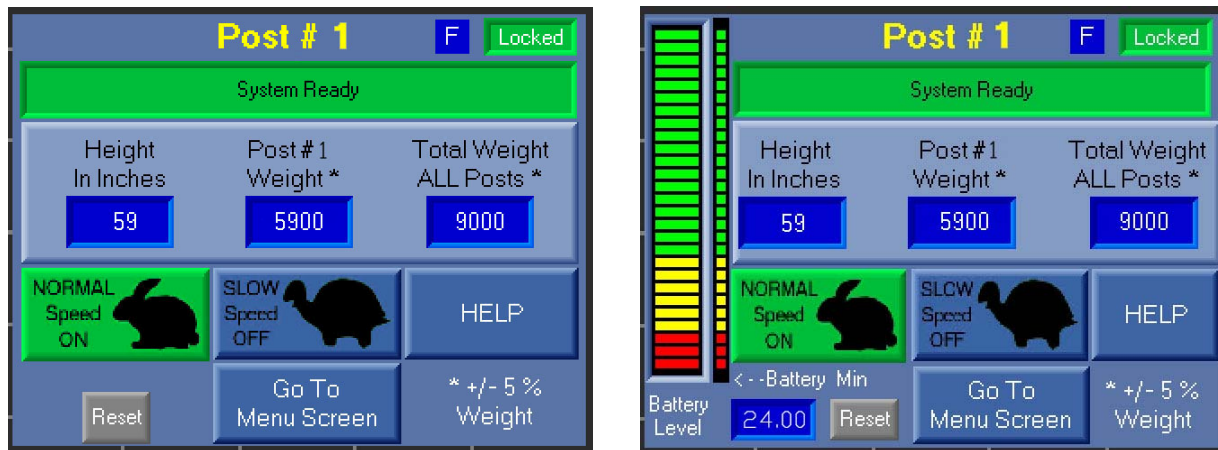 Post # 1 F Locked
System Ready
Height Post #1 Total Weight
In Inches Weight * ALL Posts *
59 5900 9000
NORMAL SLOW
Speed Speed HELP
ON OFF
Go To * +/- 5 %
Reset Menu Screen Weight
Post # 1 F Locked
System Ready
Height Post #1 Total Weight
In Inches Weight * ALL Posts *
59 5900 9000
NORMAL SLOW
Speed Speed HELP
ON OFF
<--Battery Min
Go To * +/- 5 %
Battery 24.00 Reset Menu Screen Weight
Level